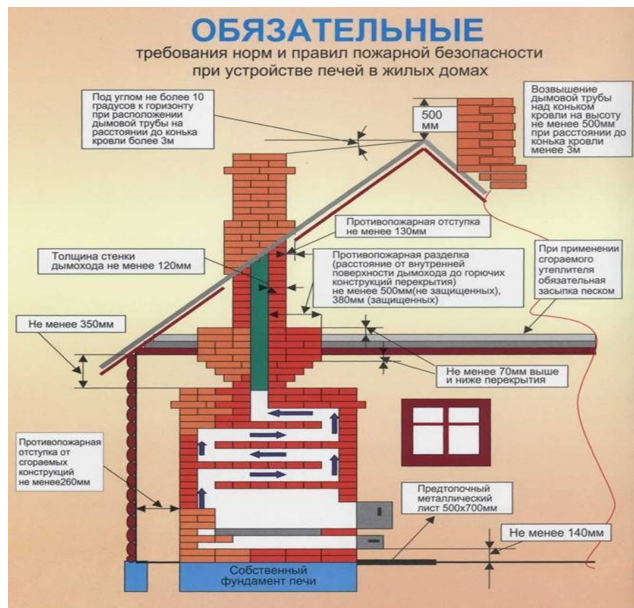 ОБЯЗАТЕЛЬНЫЕ
требования норм и правил пожарной безопасности
при устройстве печей в жилых домах
Под углом не более 10
градусов к горизонту
при расположении
дымовой трубы на
расстоянии до конька
кровли более 3м
500
мм
Возвышение
дымовой трубы
над коньком
кровли на высоту
не менее 500мм
при расстоянии до
конька кровли
менее 3м
Противопожарная отступка
не менее 130мм
Толщина стенки
дымохода не менее 120мм
Противопожарная разделка
(расстояние от внутренней
поверхности дымохода до горючих
конструкций перекрытия)
не менее 500мм(не защищенных),
380мм (защищенных)
При применении
сгораемого
утеплителя
обязательная
засыпка песком
Не менее 350мм
Не менее 70мм выше
и ниже перекрытия
Противопожарная
отступка от
сгораемых
конструкций
не менее260мм
Предтопочный
металлический
лист 500х700мм
Не менее 140мм
Собственный
фундамент печи